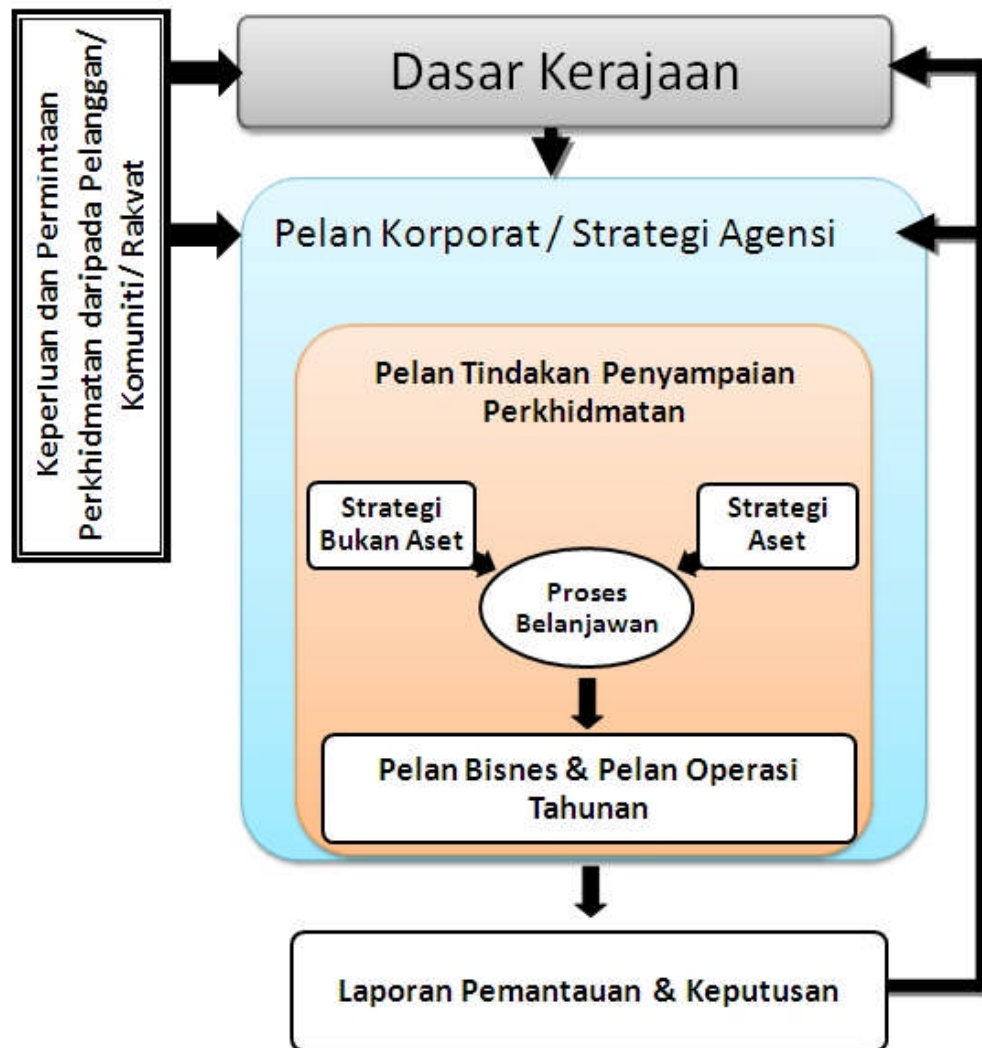 Keperluan dan Permintaan
Perkhidmatan daripada Pelanggan/
Komuniti/ Rakyat
Dasar Kerajaan
Pelan Korporat / Strategi Agensi
Pelan Tindakan Penyampaian
Perkhidmatan
Strategi
Bukan Aset
Strategi
Aset
Proses
Belanjawan
Pelan Bisnes & Pelan Operasi
Tahunan
Laporan Pemantauan & Keputusan